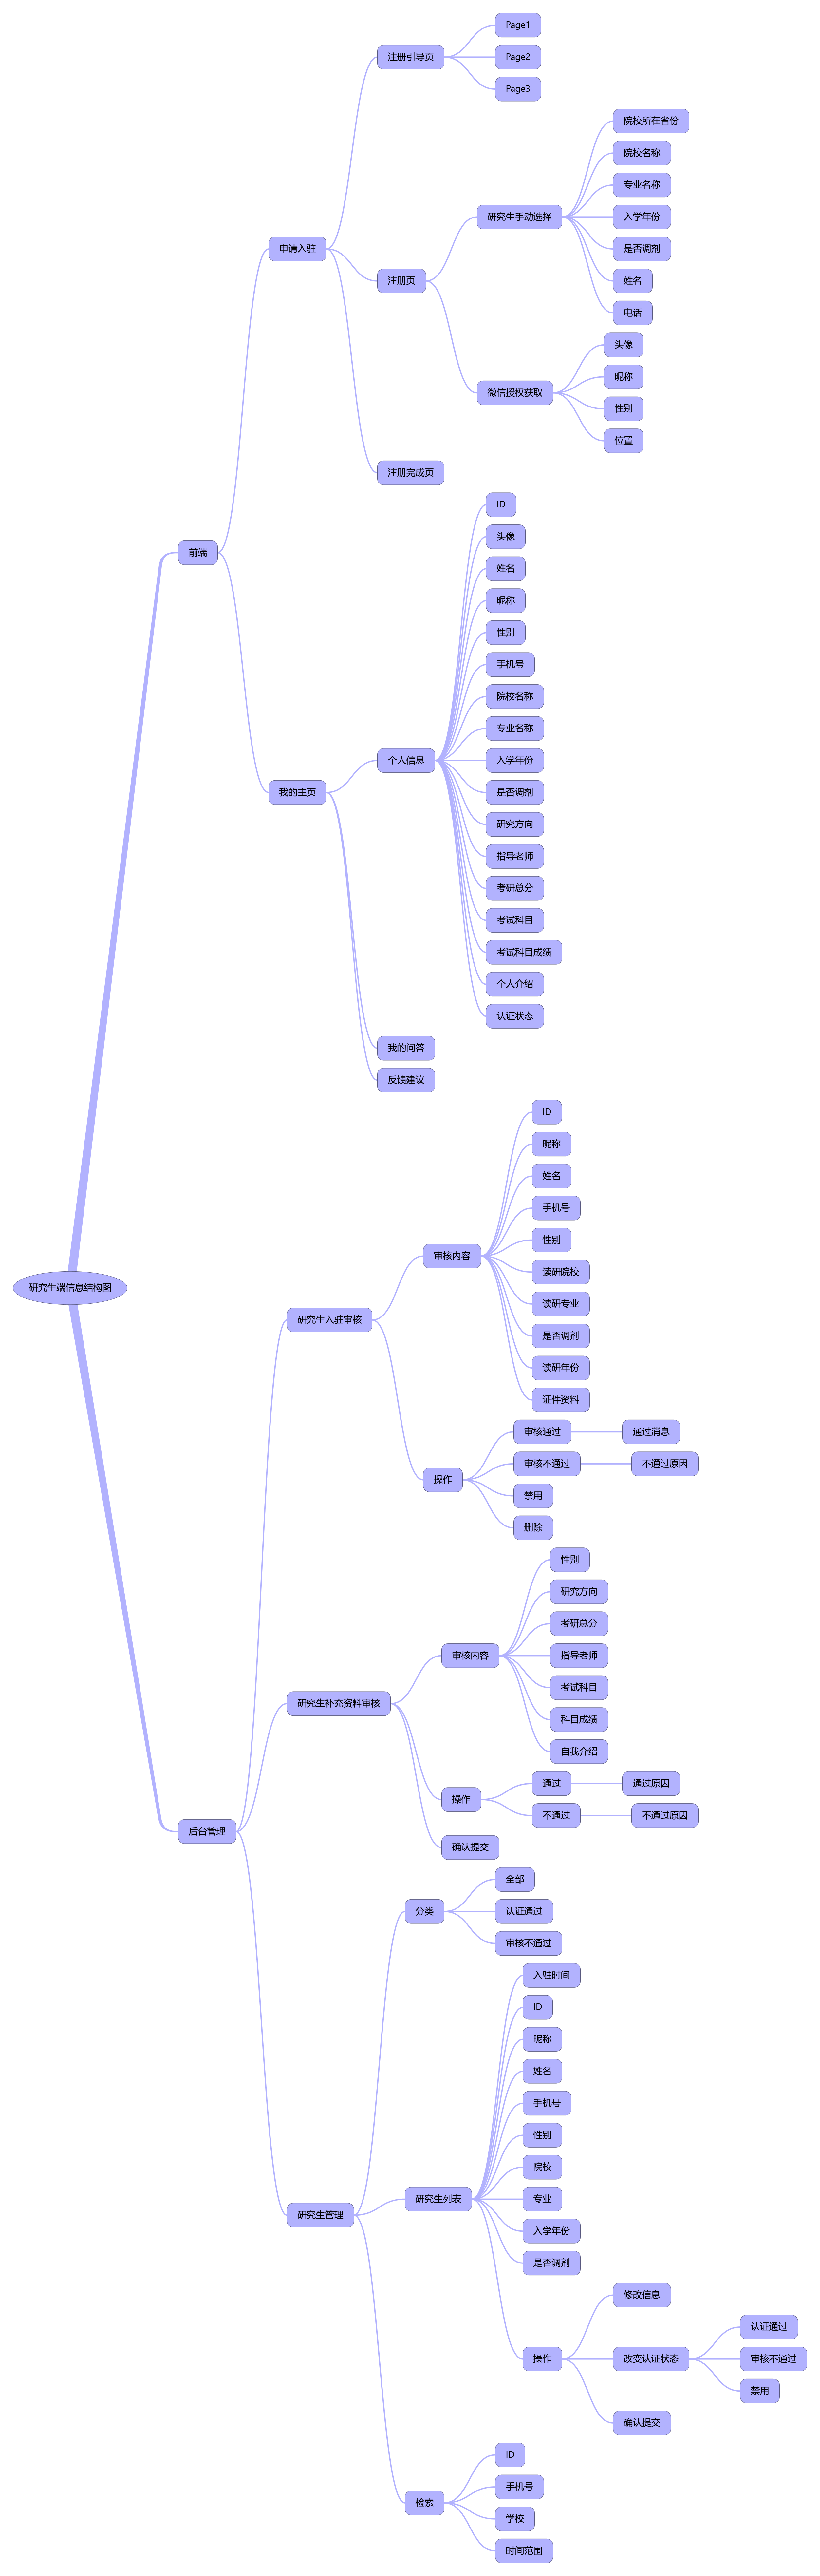 研究生端信息结构图
前端
申请入驻
注册引导页
Page1
Page2
Page3
注册页
研究生手动选择
院校所在省份
院校名称
专业名称
入学年份
是否调剂
姓名
电话
微信授权获取
头像
昵称
性别
位置
注册完成页
我的主页
个人信息
ID
头像
姓名
昵称
性别
手机号
院校名称
专业名称
入学年份
是否调剂
研究方向
指导老师
考研总分
考试科目
考试科目成绩
个人介绍
认证状态
我的问答
反馈建议
后台管理
研究生入驻审核
审核内容
ID
昵称
姓名
手机号
性别
读研院校
读研专业
是否调剂
读研年份
证件资料
操作
审核通过
通过消息
审核不通过
不通过原因
禁用
删除
研究生补充资料审核
审核内容
性别
研究方向
考研总分
指导老师
考试科目
科目成绩
自我介绍
操作
通过
通过原因
不通过
不通过原因
确认提交
研究生管理
分类
全部
认证通过
审核不通过
研究生列表
入驻时间
ID
昵称
姓名
手机号
性别
院校
专业
入学年份
是否调剂
操作
修改信息
改变认证状态
认证通过
审核不通过
禁用
确认提交
检索
ID
手机号
学校
时间范围